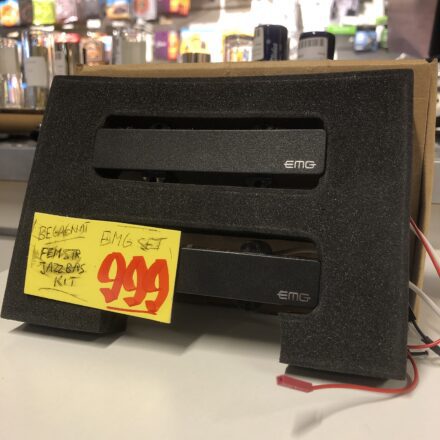 EMG
BEGAGNAT EMG SET
FEMSTR
JAZZBAS
KIT
999
EMG